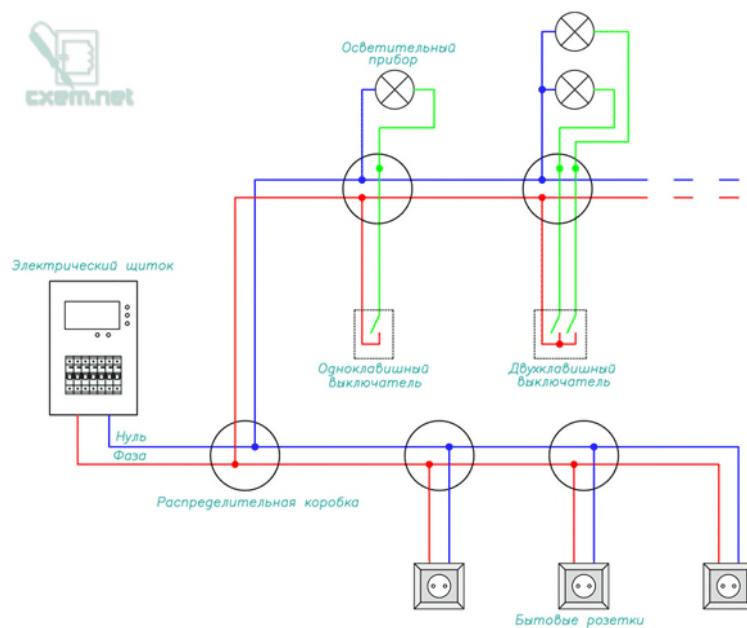 cxem.net
Осветительный
прибор
Электрический щиток
Одноклавишный
выключатель
Двухклавишный
выключатель
Нуль
Фаза
Распределительная коробка
Бытовые розетки